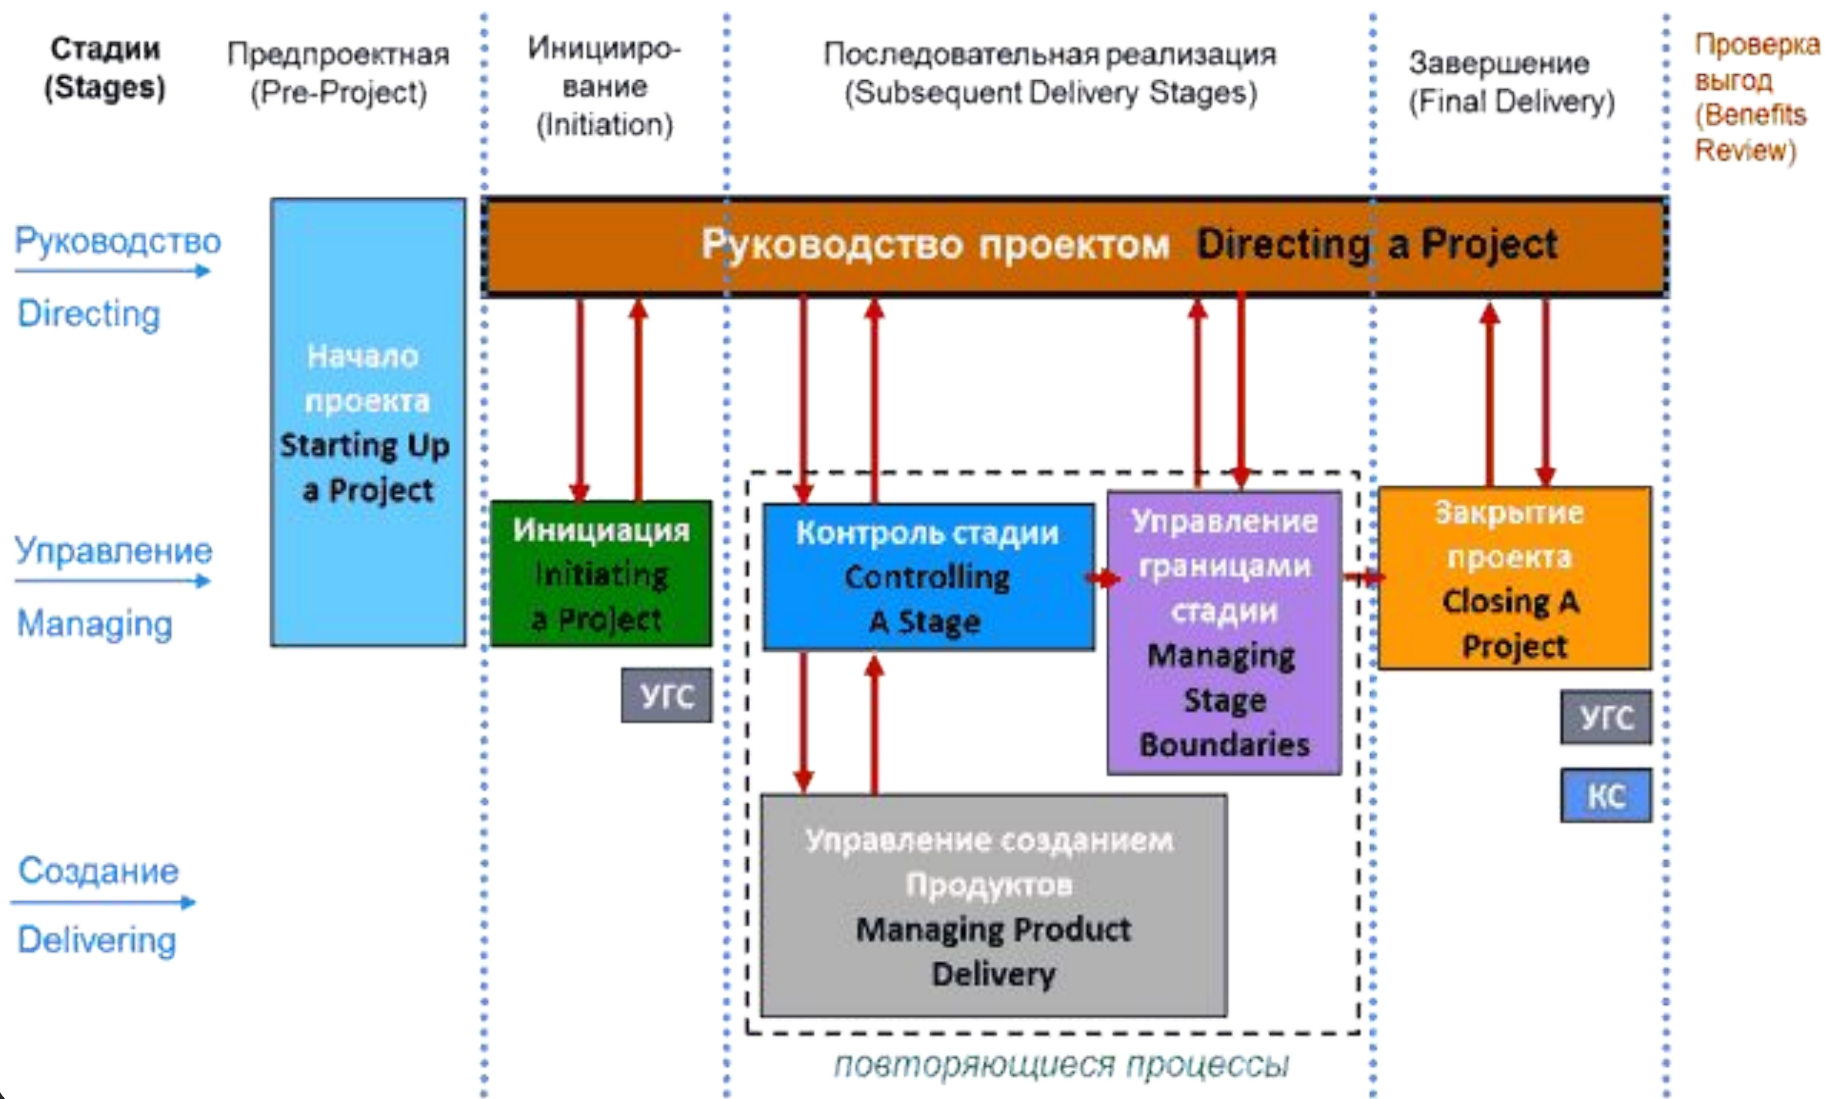 Стадии
(Stages)
Предпроектная
(Pre-Project)
Иницииро-
вание
(Initiation)
Последовательная реализация
(Subsequent Delivery Stages)
Завершение
(Final Delivery)
Проверка
выгод
(Benefits
Review)
Руководство
Directing
Руководство проектом Directing a Project
Начало
проекта
Starting Up
a Project
Управление
Managing
Инициация
Initiating
a Project
УГС
Контроль стадии
Controlling
A Stage
Управление
границами
стадии
Managing
Stage
Boundaries
Закрытие
проекта
Closing A
Project
УГС
КС
Создание
Delivering
Управление созданием
Продуктов
Managing Product
Delivery
повторяющиеся процессы